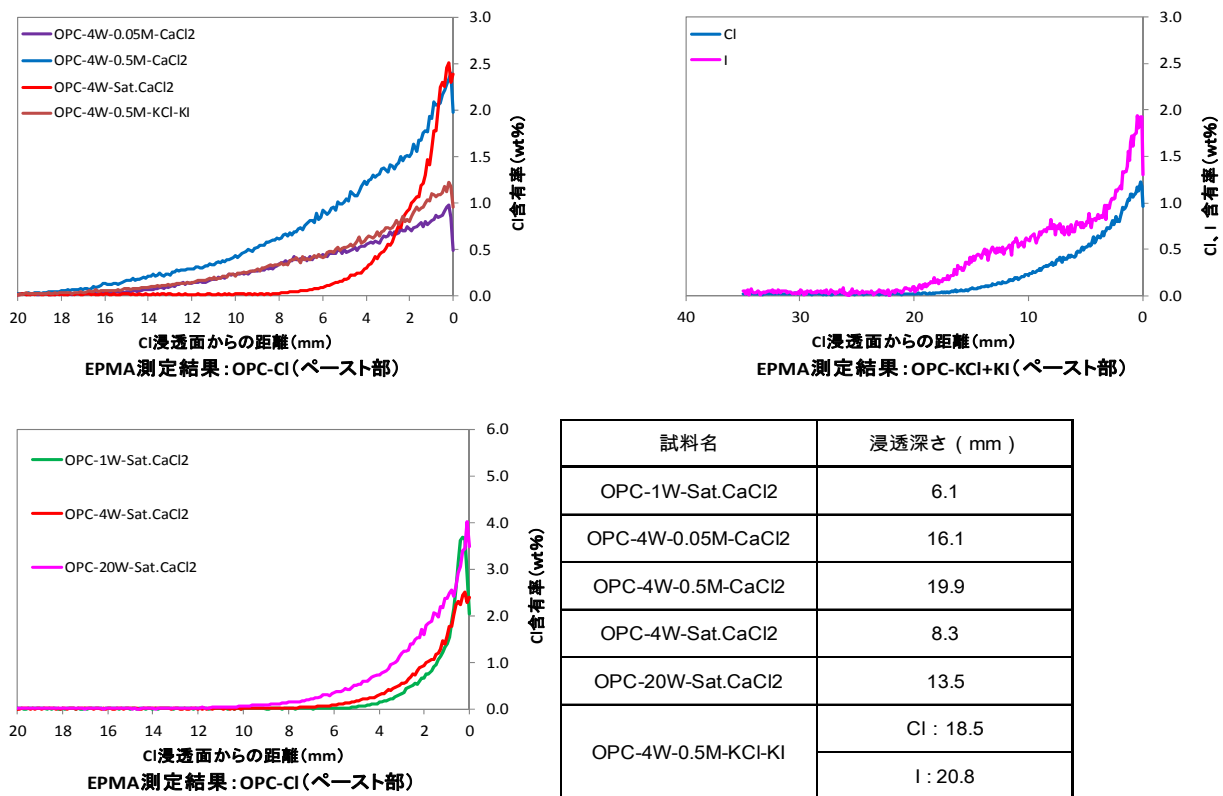 OPC-4W-0.05M-CaCl2
OPC-4W-0.5M-CaCl2
OPC-4W-Sat.CaCl2
OPC-4W-0.5M-KCl-KI
3.0
2.5
2.0
1.5
1.0
0.5
0.0
Cl含有率(wt%)
20 18 16 14 12 10 8 6 4 2 0
Cl浸透面からの距離(mm)
EPMA測定結果:OPC-Cl(ペースト部)
Cl
I
3.0
2.5
2.0
1.5
1.0
0.5
0.0
Cl、I 含有率(wt%)
40 30 20 10 0
Cl浸透面からの距離(mm)
EPMA測定結果:OPC-KCl+KI(ペースト部)
OPC-1W-Sat.CaCl2
OPC-4W-Sat.CaCl2
OPC-20W-Sat.CaCl2
6.0
5.0
4.0
3.0
2.0
1.0
0.0
Cl含有率(wt%)
20 18 16 14 12 10 8 6 4 2 0
Cl浸透面からの距離(mm)
EPMA測定結果:OPC-Cl(ペースト部)
試料名 浸透深さ(mm)
OPC-1W-Sat.CaCl2 6.1
OPC-4W-0.05M-CaCl2 16.1
OPC-4W-0.5M-CaCl2 19.9
OPC-4W-Sat.CaCl2 8.3
OPC-20W-Sat.CaCl2 13.5
OPC-4W-0.5M-KCl-KI Cl:18.5
I:20.8